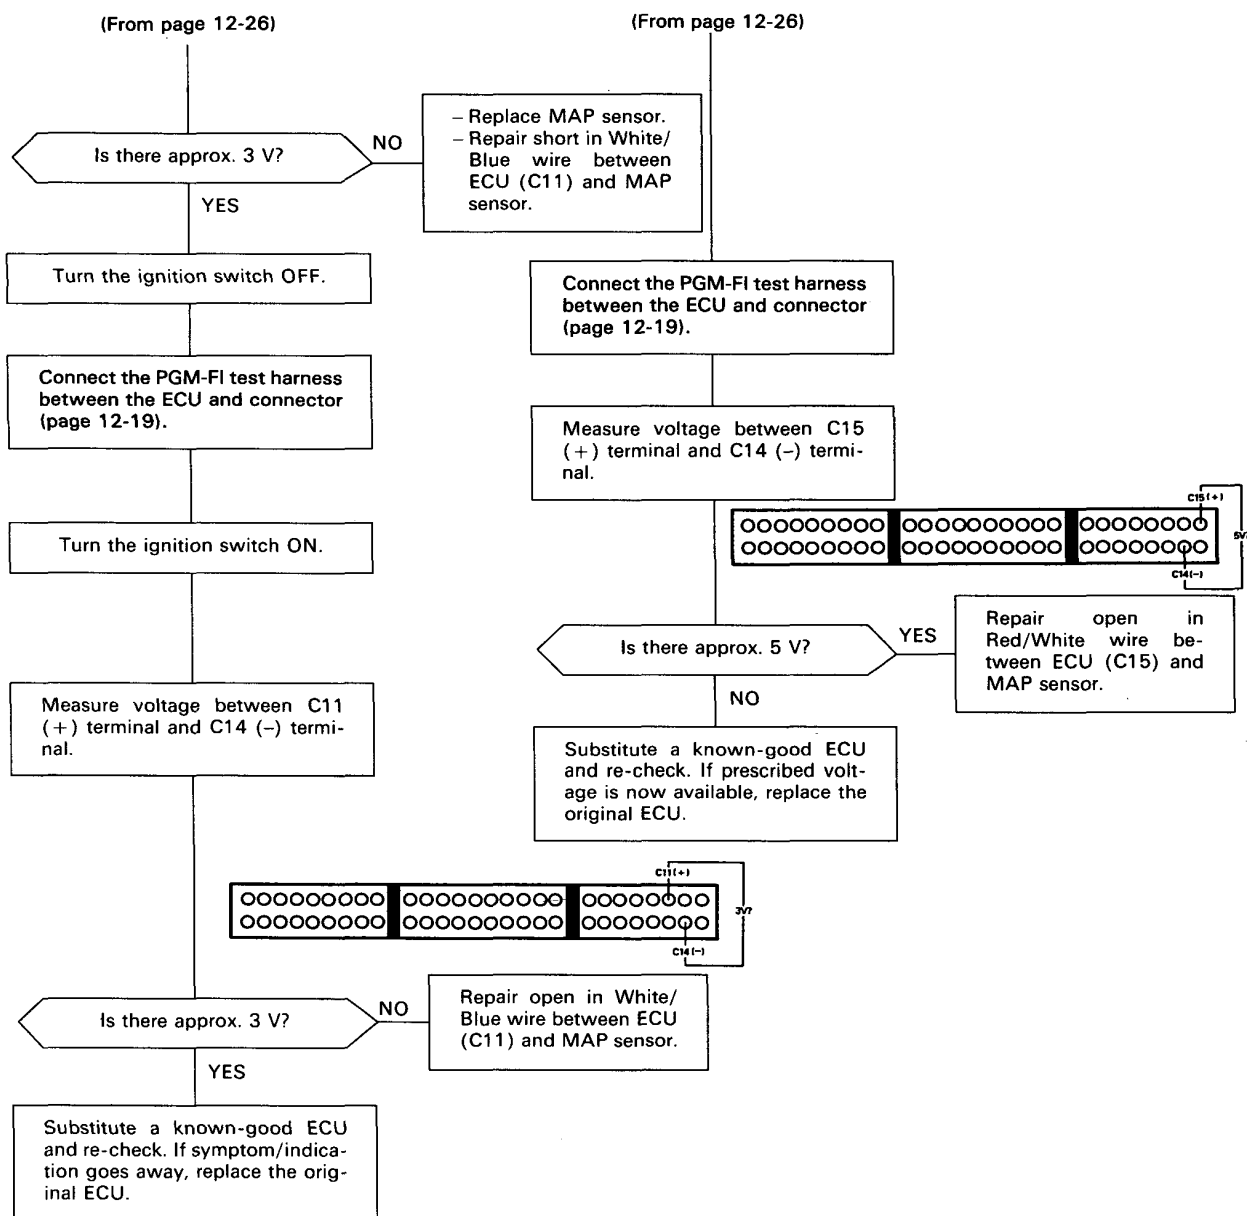 (From page 12-26)
Is there approx. 3 V?
NO
– Replace MAP sensor.
– Repair short in White/
Blue wire between
ECU (C11) and MAP
sensor.
YES
Turn the ignition switch OFF.
Connect the PGM-FI test harness
between the ECU and connector
(page 12-19).
Turn the ignition switch ON.
Measure voltage between C11
(+) terminal and C14 (–) termi-
nal.
C11(+)
3V?
C14(–)
Is there approx. 3 V?
NO
Repair open in White/
Blue wire between ECU
(C11) and MAP sensor.
YES
Substitute a known-good ECU
and re-check. If symptom/indica-
tion goes away, replace the orig-
inal ECU.
(From page 12-26)
Connect the PGM-FI test harness
between the ECU and connector
(page 12-19).
Measure voltage between C15
(+) terminal and C14 (–) termi-
nal.
C15(+)
5V?
C14(–)
Is there approx. 5 V?
YES
Repair open in
Red/White wire be-
tween ECU (C15) and
MAP sensor.
NO
Substitute a known-good ECU
and re-check. If prescribed volt-
age is now available, replace the
original ECU.